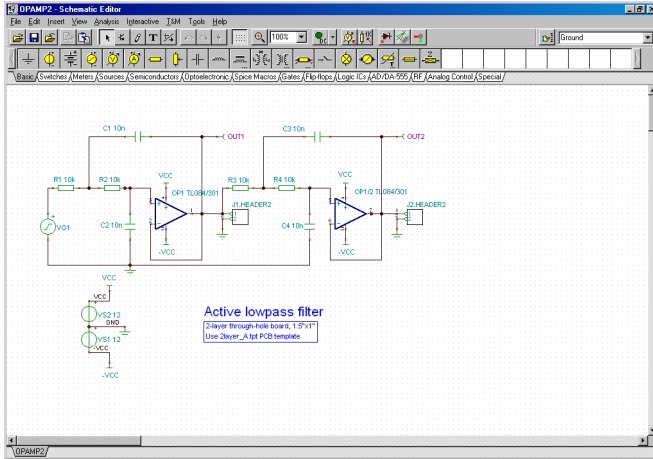 OPAMP2 - Schematic Editor
File Edit Insert View Analysis Interactive T&M Tools Help
100% Ground
Basic Switches Meters Sources Semiconductors Optoelectronic Spice Macros Gates Flip-flops Logic ICs AD/DA-555 RF Analog Control Special
C1 10n OUT1 C3 10n OUT2
R1 10k R2 10k VCC R3 10k R4 10k VCC
OP1 TL084/301 OP1/2 TL084/301
J1.HEADER2 J2.HEADER2
VG1 C2 10n C4 10n
-VCC -VCC
VCC
VCC
VS2 12
GND
VS1 12
-VCC
-VCC
Active lowpass filter
2-layer through-hole board, 1.5"x1"
Use 2layer_A.tpt PCB template
OPAMP2